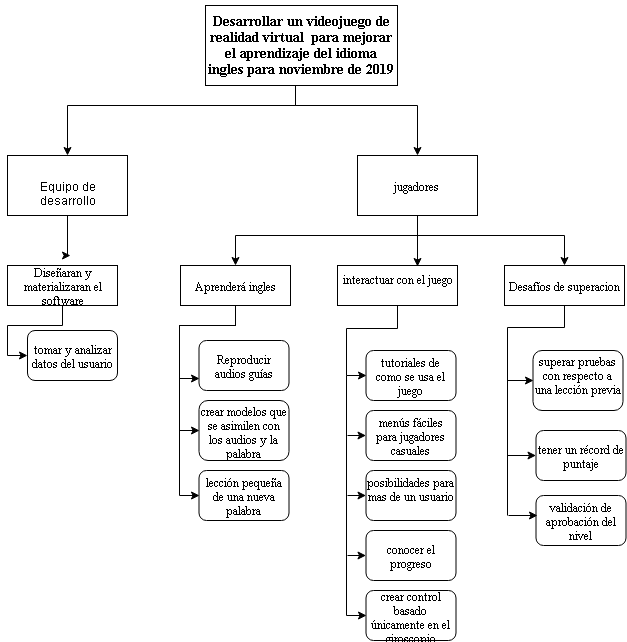 Desarrollar un videojuego de
realidad virtual para mejorar
el aprendizaje del idioma
ingles para noviembre de 2019
Equipo de
desarrollo
jugadores
Diseñaran y
materializaran el
software
Aprenderá ingles
interactuar con el juego
Desafíos de superacion
tomar y analizar
datos del usuario
Reproducir
audios guías
crear modelos que
se asimilen con
los audios y la
palabra
lección pequeña
de una nueva
palabra
tutoriales de
como se usa el
juego
menús fáciles
para jugadores
casuales
posibilidades para
mas de un usuario
conocer el
progreso
crear control
basado
únicamente en el
giroscopio
superar pruebas
con respecto a
una lección previa
tener un récord de
puntaje
validación de
aprobación del
nivel